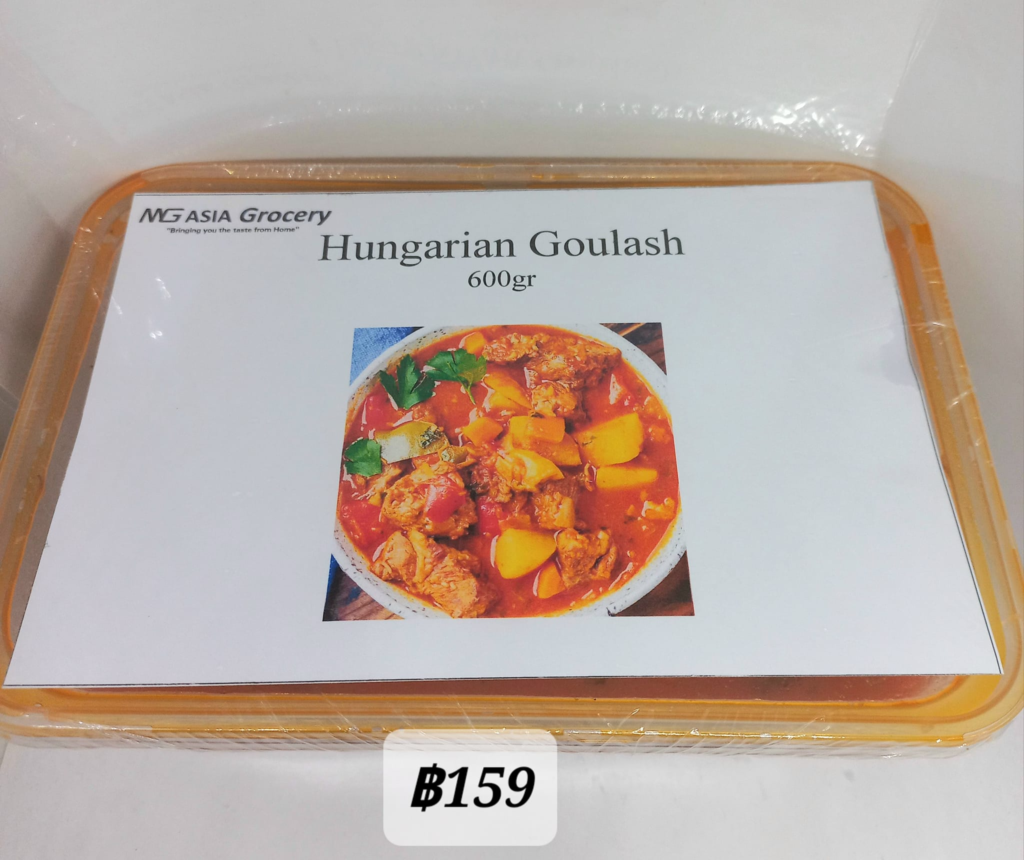 MG ASIA Grocery
"Bringing you the taste from Home"
Hungarian Goulash
600gr
฿159